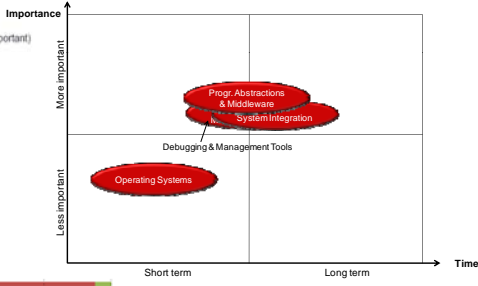 Importance
portant)
More important
Progr. Abstractions
& Middleware
System Integration
Debugging & Management Tools
Less important
Operating Systems
Time
Short term
Long term